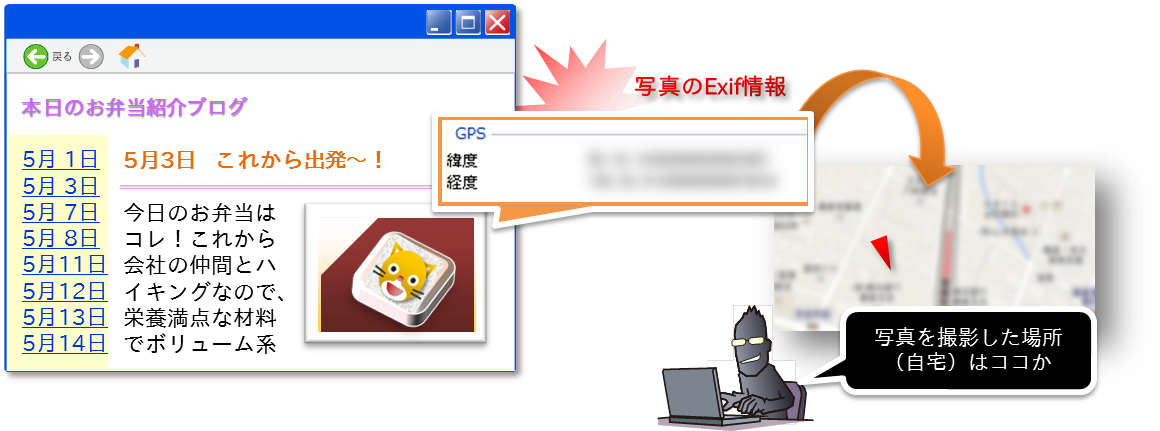 戻る
本日のお弁当紹介ブログ
5月 1日
5月 3日
5月 7日
5月 8日
5月11日
5月12日
5月13日
5月14日
5月3日 これから出発～！
今日のお弁当は
コレ！これから
会社の仲間とハ
イキングなので、
栄養満点な材料
でボリューム系
写真のExif情報
GPS
緯度
経度
写真を撮影した場所
（自宅）はココか